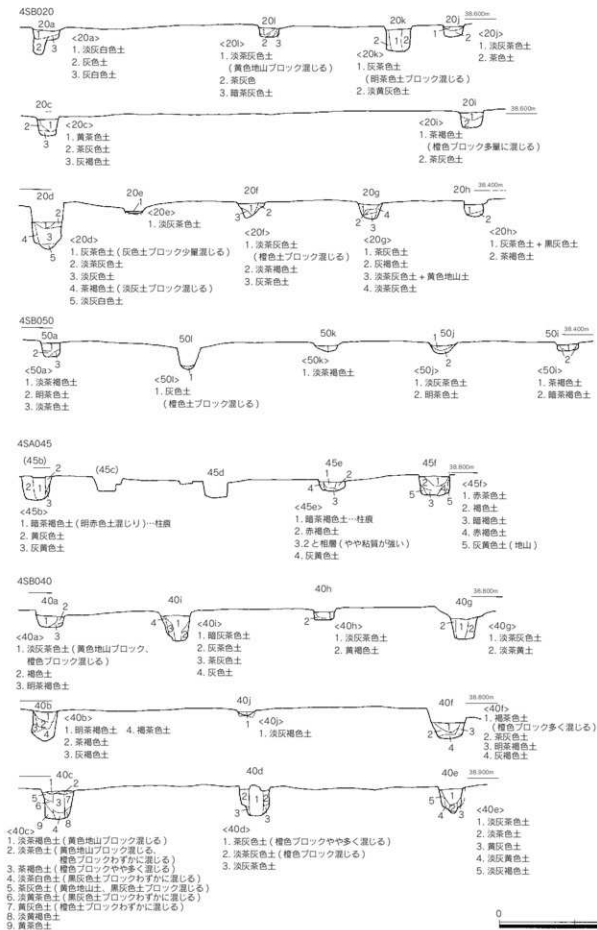 4SB020
20a
20l
20k
20j
38.600m
<20a>
1. 淡灰白色土
2. 灰色土
3. 灰白色土
<20l>
1. 淡茶灰色土
(黄色地山ブロック混じる)
2. 茶灰色
3. 暗茶灰色土
<20k>
1. 灰茶色土
(明茶色土ブロック混じる)
2. 淡黄灰色土
<20j>
1. 淡灰茶色土
2. 茶色土
20c
20i
38.600m
<20c>
1. 黄茶色土
2. 茶灰色土
3. 灰褐色土
<20i>
1. 茶褐色土
(橙色ブロック多量に混じる)
2. 茶灰色土
20d
20e
20f
20g
20h
38.400m
<20d>
1. 灰茶色土(灰色土ブロック少量混じる)
2. 淡茶灰色土
3. 淡灰色土
4. 茶褐色土(淡灰土ブロック混じる)
5. 淡灰白色土
<20e>
1. 淡灰茶色土
<20f>
1. 淡茶色土
(橙色土ブロック混じる)
2. 淡茶褐色土
3. 灰茶色土
<20g>
1. 茶灰色土
2. 灰褐色土
3. 淡茶灰色土+黄色地山土
4. 淡茶灰色土
<20h>
1. 灰茶色土+黒灰色土
2. 茶褐色土
4SB050
50a
50l
50k
50j
50i
38.400m
<50a>
1. 淡茶褐色土
2. 明茶色土
3. 淡茶色土
<50l>
1. 灰色土
(橙色土ブロック混じる)
<50k>
1. 淡茶褐色土
<50j>
1. 淡灰茶色土
2. 明茶色土
<50i>
1. 茶褐色土
2. 暗茶褐色土
4SA045
(45b)
(45c)
45d
45e
45f
38.800m
<45b>
1. 暗茶褐色土(明赤色土混じり)…柱痕
2. 黄灰色土
3. 灰黄色土
<45e>
1. 暗茶褐色土…柱痕
2. 赤褐色土
3. 2と相層(やや粘質が強い)
4. 灰黄色土
<45f>
1. 赤茶色土
2. 褐色土
3. 暗褐色土
4. 赤褐色土
5. 灰黄色土(地山)
4SB040
40a
40i
40h
40g
38.800m
<40a>
1. 淡灰茶色土(黄色地山ブロック、
橙色ブロック混じる)
2. 褐色土
3. 明茶褐色土
<40i>
1. 暗灰茶色土
2. 灰茶色土
3. 茶灰色土
4. 灰色土
<40h>
1. 淡灰茶色土
2. 黄褐色土
<40g>
1. 淡茶灰色土
2. 淡茶黄土
40b
40j
40f
38.800m
<40b>
1. 明茶褐色土 4. 褐茶色土
2. 茶褐色土
3. 灰褐色土
<40j>
1. 淡灰褐色土
<40f>
1. 褐茶色土
(橙色ブロック多く混じる)
2. 茶灰色土
3. 明茶褐色土
4. 灰褐色土
40c
40d
40e
38.900m
<40c>
1. 淡茶褐色土(黄色地山ブロック混じる)
2. 淡茶色土(黄色地山ブロック混じる、
橙色ブロックわずかに混じる)
3. 茶褐色土(橙色ブロックやや多く混じる)
4. 淡茶白色土(黒灰色土ブロックわずかに混じる)
5. 茶灰色土(黄色地山土、黒灰色土ブロック混じる)
6. 淡黄茶色土(黒灰色土ブロックわずかに混じる)
7. 黄灰色土(橙色土ブロックわずかに混じる)
8. 淡黄褐色土
9. 黄茶色土
<40d>
1. 茶灰色土(橙色ブロックやや多く混じる)
2. 淡茶灰色土(橙色ブロック混じる)
3. 淡灰茶色土
<40e>
1. 淡灰茶色土
2. 淡茶色土
3. 黄灰色土
4. 淡灰黄色土
5. 淡灰褐色土
0